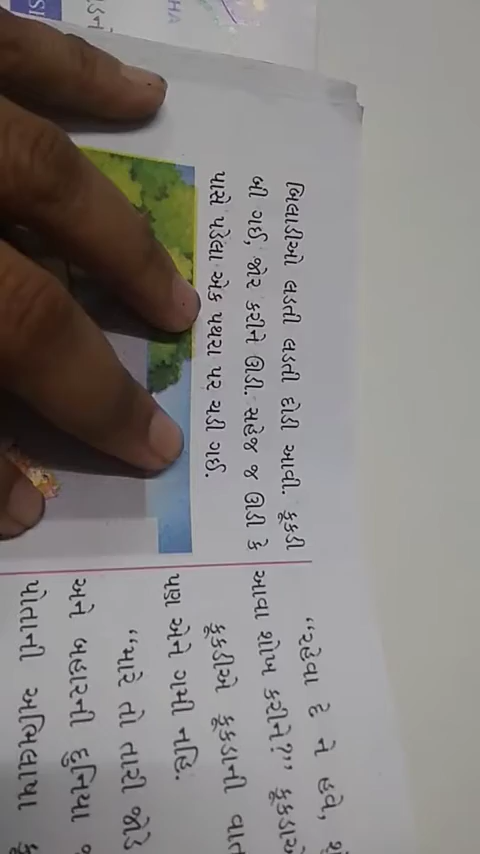 બિલાડીઓ લડતી લડતી દોડી આવી. કૂકડી
બી ગઈ, જોર કરીને ઊડી. સહેજ જ ઊડી કે
પાસે પડેલા એક પથરા પર ચડી ગઈ.
“રહેવા દે ને હવે,
આવા શોખ કરીને?” કૂકડાએ
કૂકડીએ કૂકડાની વાત
પણ એને ગમી નહિ.
“મારે તો તારી જોડે
અને બહારની દુનિયા
પોતાની અભિલાષા